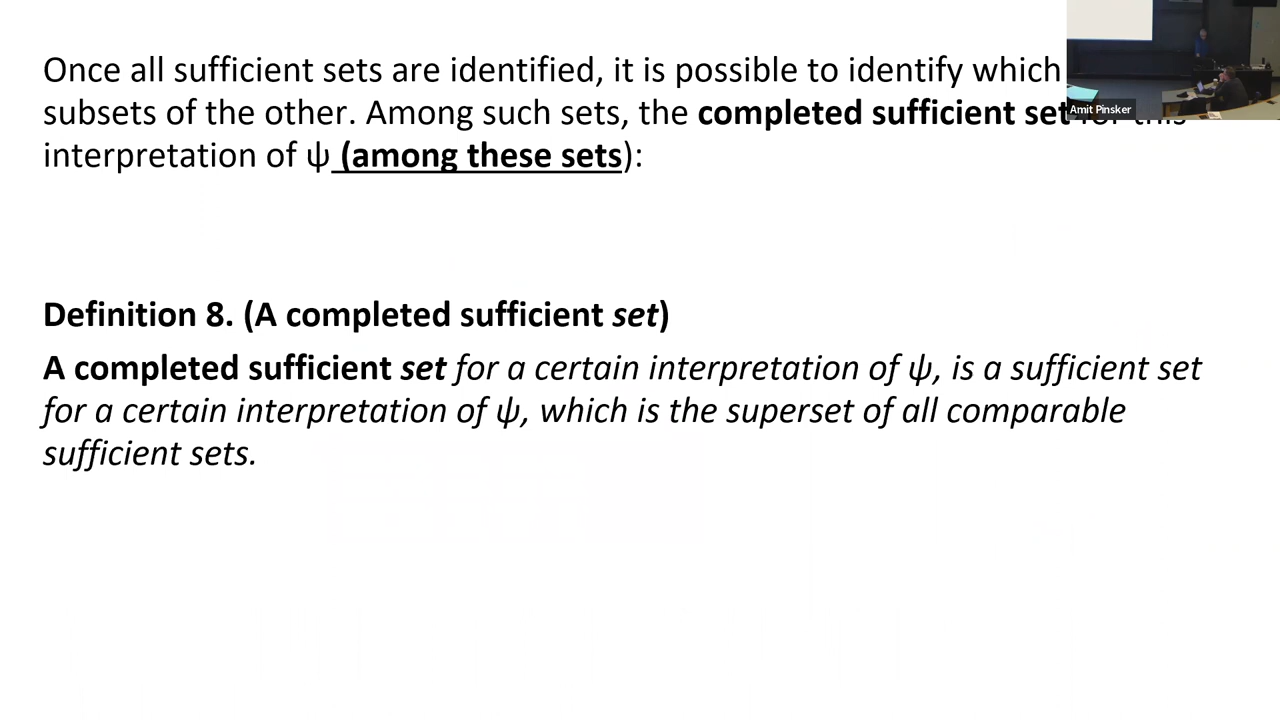 Once all sufficient sets are identified, it is possible to identify which
subsets of the other. Among such sets, the completed sufficient set for this
interpretation of ψ (among these sets):
Amit Pinsker
Definition 8. (A completed sufficient set)
A completed sufficient set for a certain interpretation of ψ, is a sufficient set
for a certain interpretation of ψ, which is the superset of all comparable
sufficient sets.